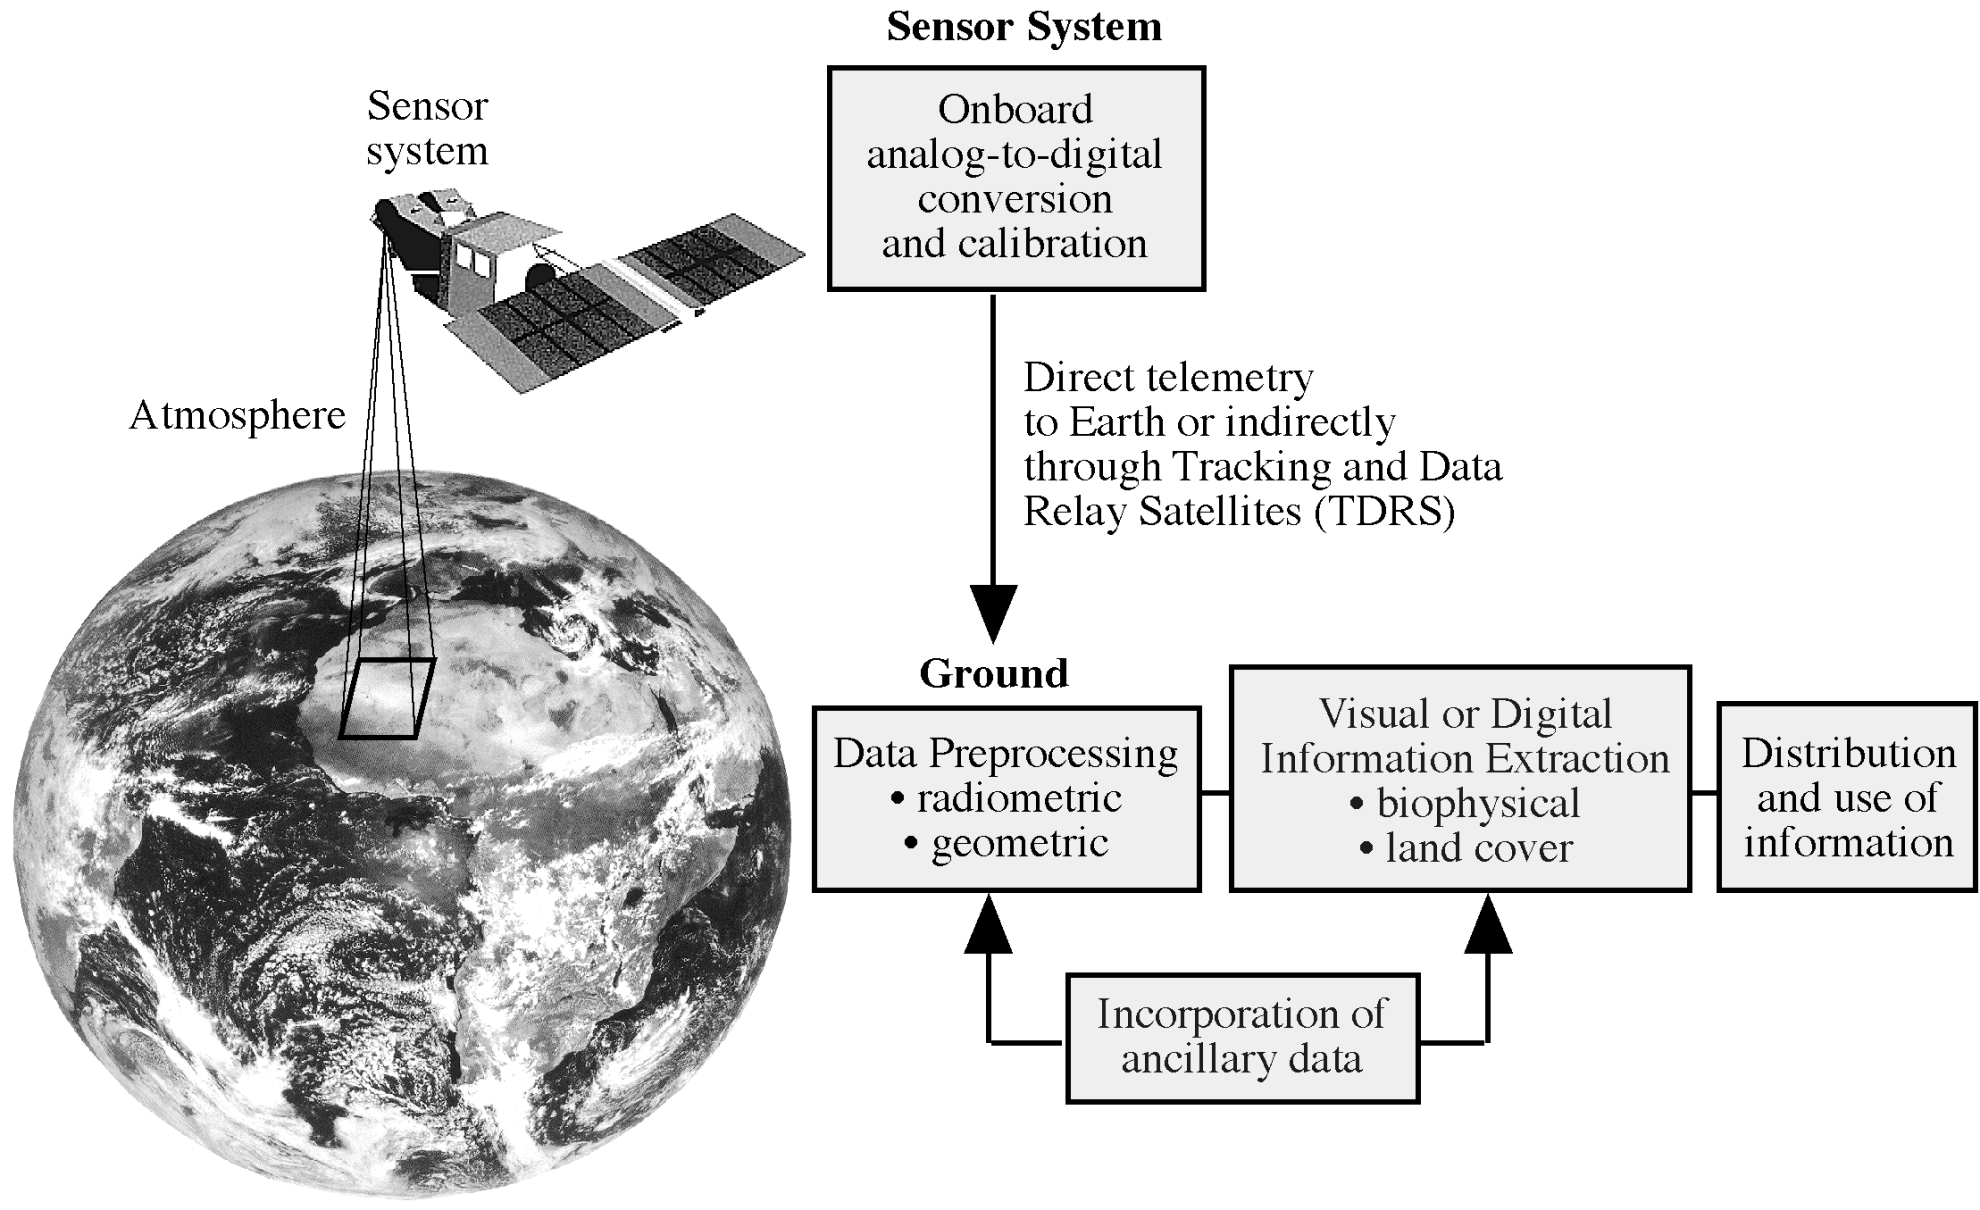 Sensor System
Onboard
analog-to-digital
conversion
and calibration
Sensor
system
Atmosphere
Direct telemetry
to Earth or indirectly
through Tracking and Data
Relay Satellites (TDRS)
Ground
Data Preprocessing
• radiometric
• geometric
Visual or Digital
Information Extraction
• biophysical
• land cover
Distribution
and use of
information
Incorporation of
ancillary data